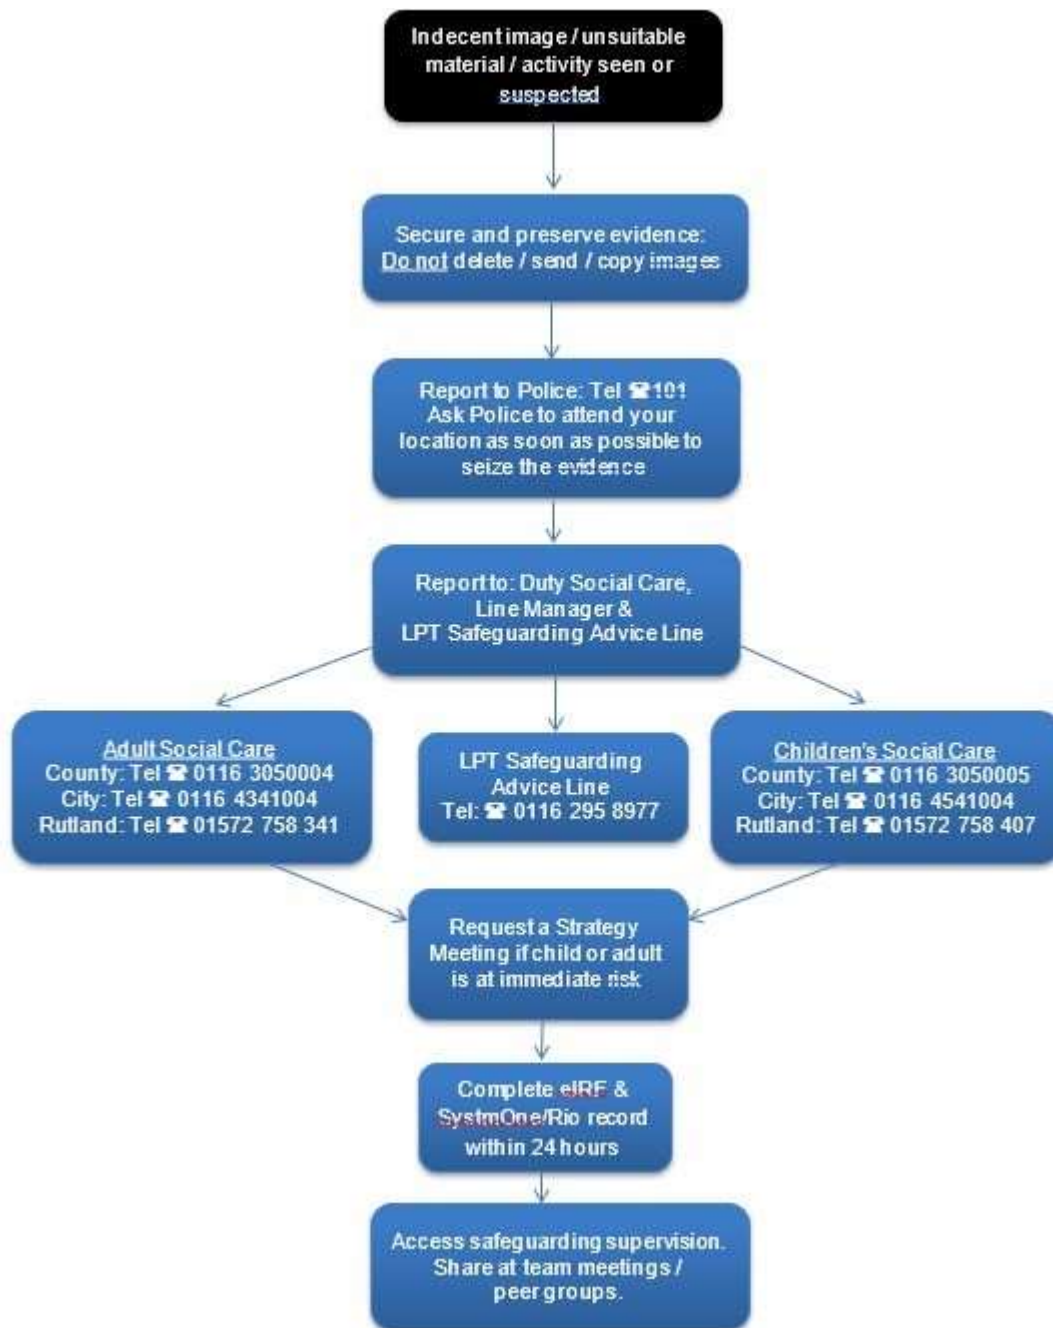 Indecent image / unsuitable
material / activity seen or
suspected
Secure and preserve evidence:
Do not delete / send / copy images
Report to Police: Tel ☎101
Ask Police to attend your
location as soon as possible to
seize the evidence
Report to: Duty Social Care,
Line Manager &
LPT Safeguarding Advice Line
Adult Social Care
County: Tel ☎ 0116 3050004
City: Tel ☎ 0116 4341004
Rutland: Tel ☎ 01572 758 341
LPT Safeguarding
Advice Line
Tel: ☎ 0116 295 8977
Children's Social Care
County: Tel ☎ 0116 3050005
City: Tel ☎ 0116 4541004
Rutland: Tel ☎ 01572 758 407
Request a Strategy
Meeting if child or adult
is at immediate risk
Complete eIRF &
SystmOne/Rio record
within 24 hours
Access safeguarding supervision.
Share at team meetings /
peer groups.